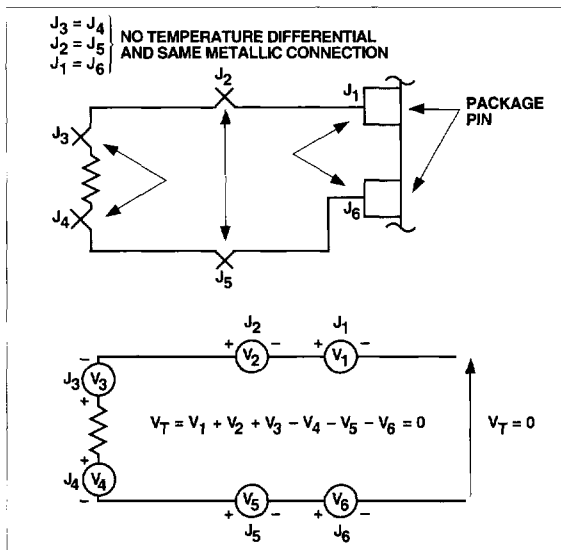 J3 = J4
J2 = J5
J1 = J6
NO TEMPERATURE DIFFERENTIAL
AND SAME METALLIC CONNECTION
J2
J1
PACKAGE
PIN
J3
J4
J6
J5
J2
J1
+ V2 −
+ V1 −
−
J3 V3
+
VT = V1 + V2 + V3 − V4 − V5 − V6 = 0
VT = 0
+
J4 V4
−
+ V5 −
+ V6 −
J5
J6